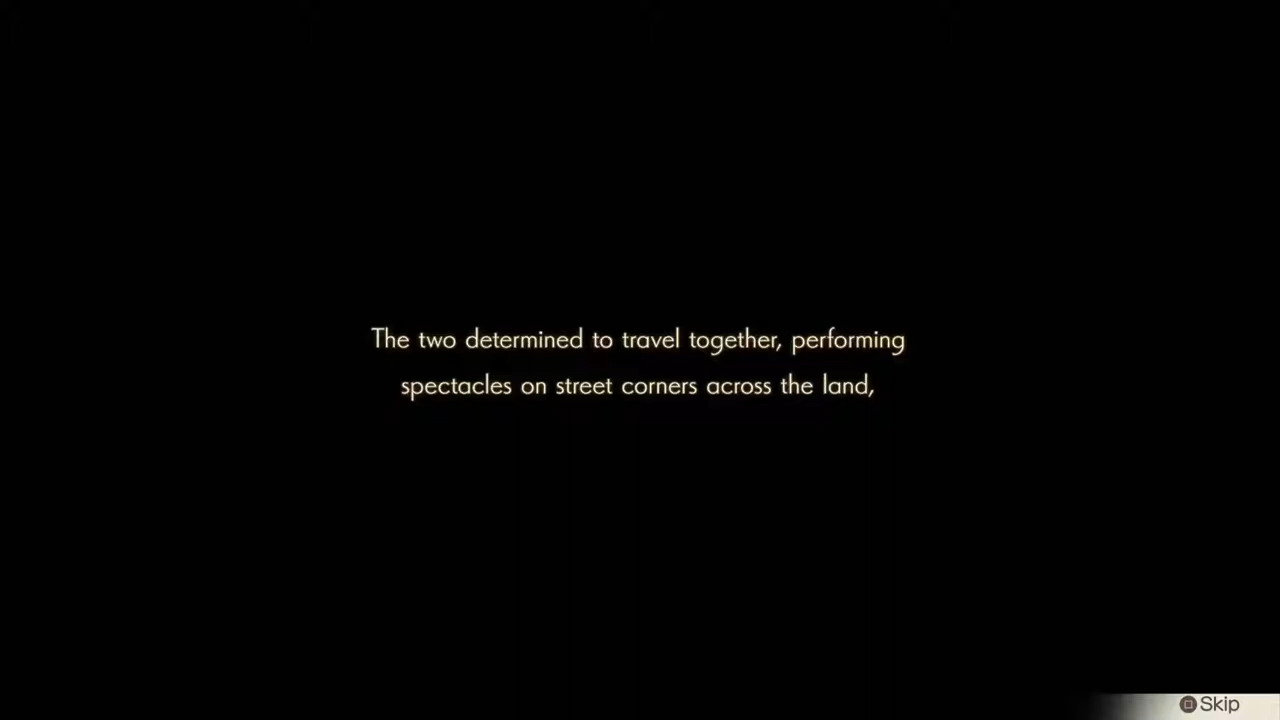 The two determined to travel together, performing
spectacles on street corners across the land,
Skip